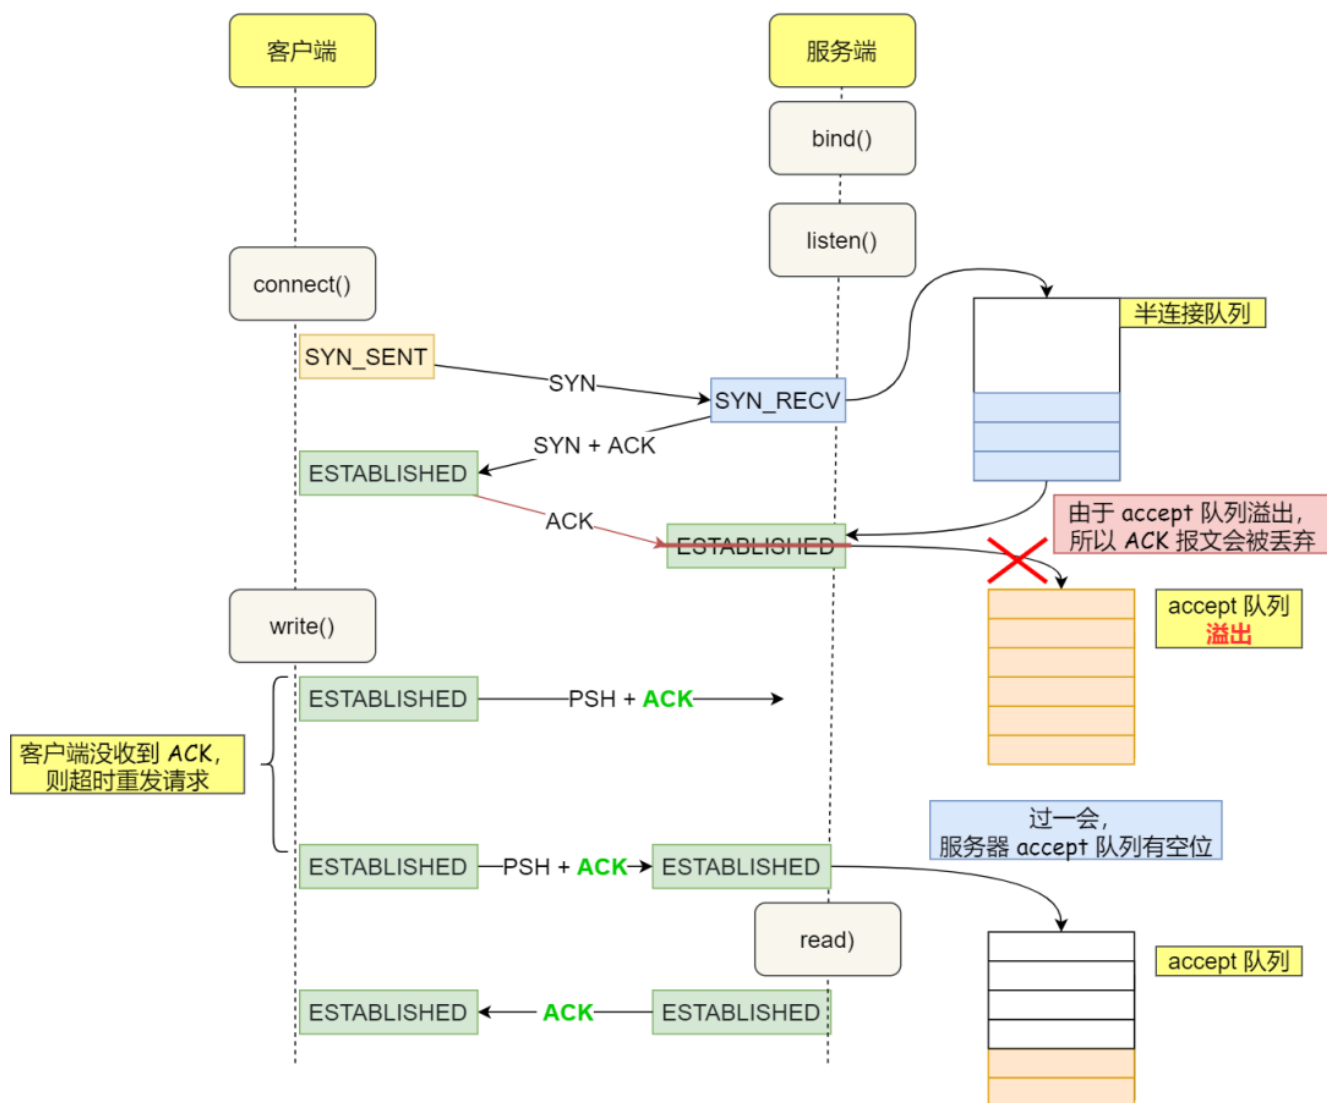 客户端
服务端
bind()
listen()
connect()
半连接队列
SYN_SENT
SYN
SYN_RECV
SYN + ACK
ESTABLISHED
ACK
ESTABLISHED
由于 accept 队列溢出，
所以 ACK 报文会被丢弃
accept 队列
溢出
write()
ESTABLISHED
PSH + ACK
客户端没收到 ACK，
则超时重发请求
过一会，
服务器 accept 队列有空位
ESTABLISHED
PSH + ACK
ESTABLISHED
read)
accept 队列
ESTABLISHED
ACK
ESTABLISHED